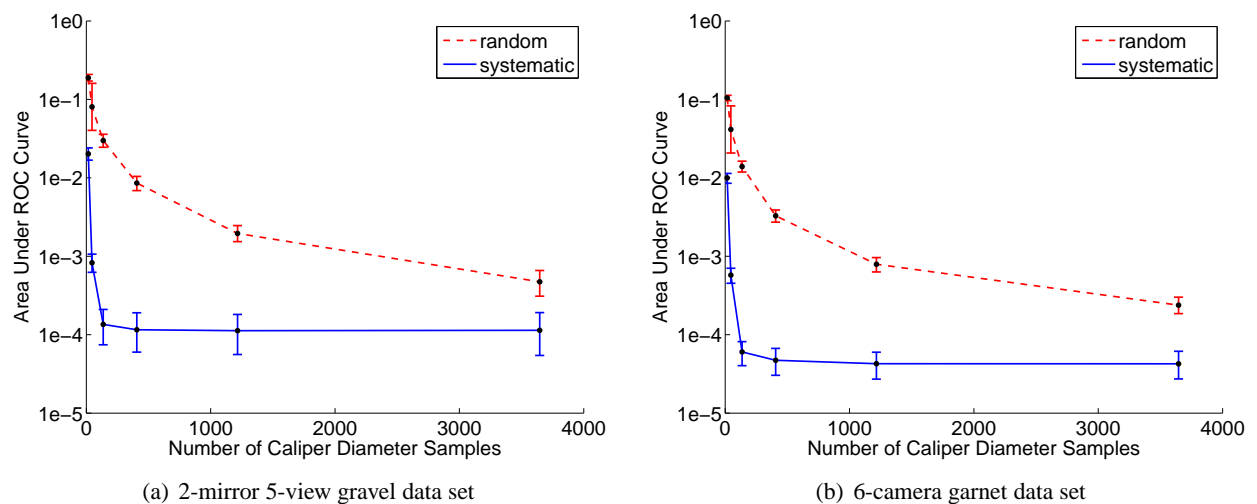 1e0
1e−1
1e−2
1e−3
1e−4
1e−5
Area Under ROC Curve
0
1000
2000
3000
4000
Number of Caliper Diameter Samples
random
systematic
(a) 2-mirror 5-view gravel data set
1e0
1e−1
1e−2
1e−3
1e−4
1e−5
Area Under ROC Curve
0
1000
2000
3000
4000
Number of Caliper Diameter Samples
random
systematic
(b) 6-camera garnet data set